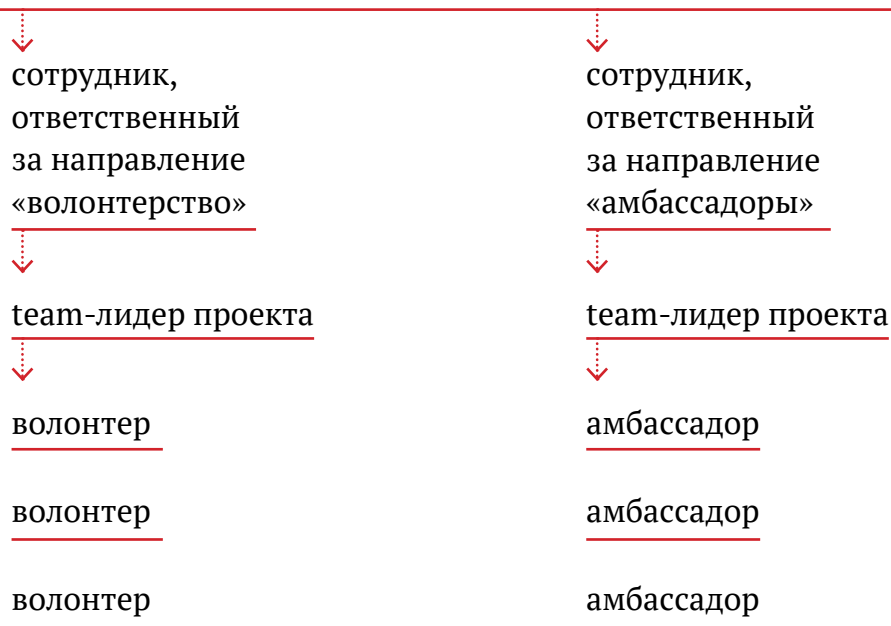 сотрудник,
ответственный
за направление
«волонтерство»
team-лидер проекта
волонтер
волонтер
волонтер
сотрудник,
ответственный
за направление
«амбассадоры»
team-лидер проекта
амбассадор
амбассадор
амбассадор